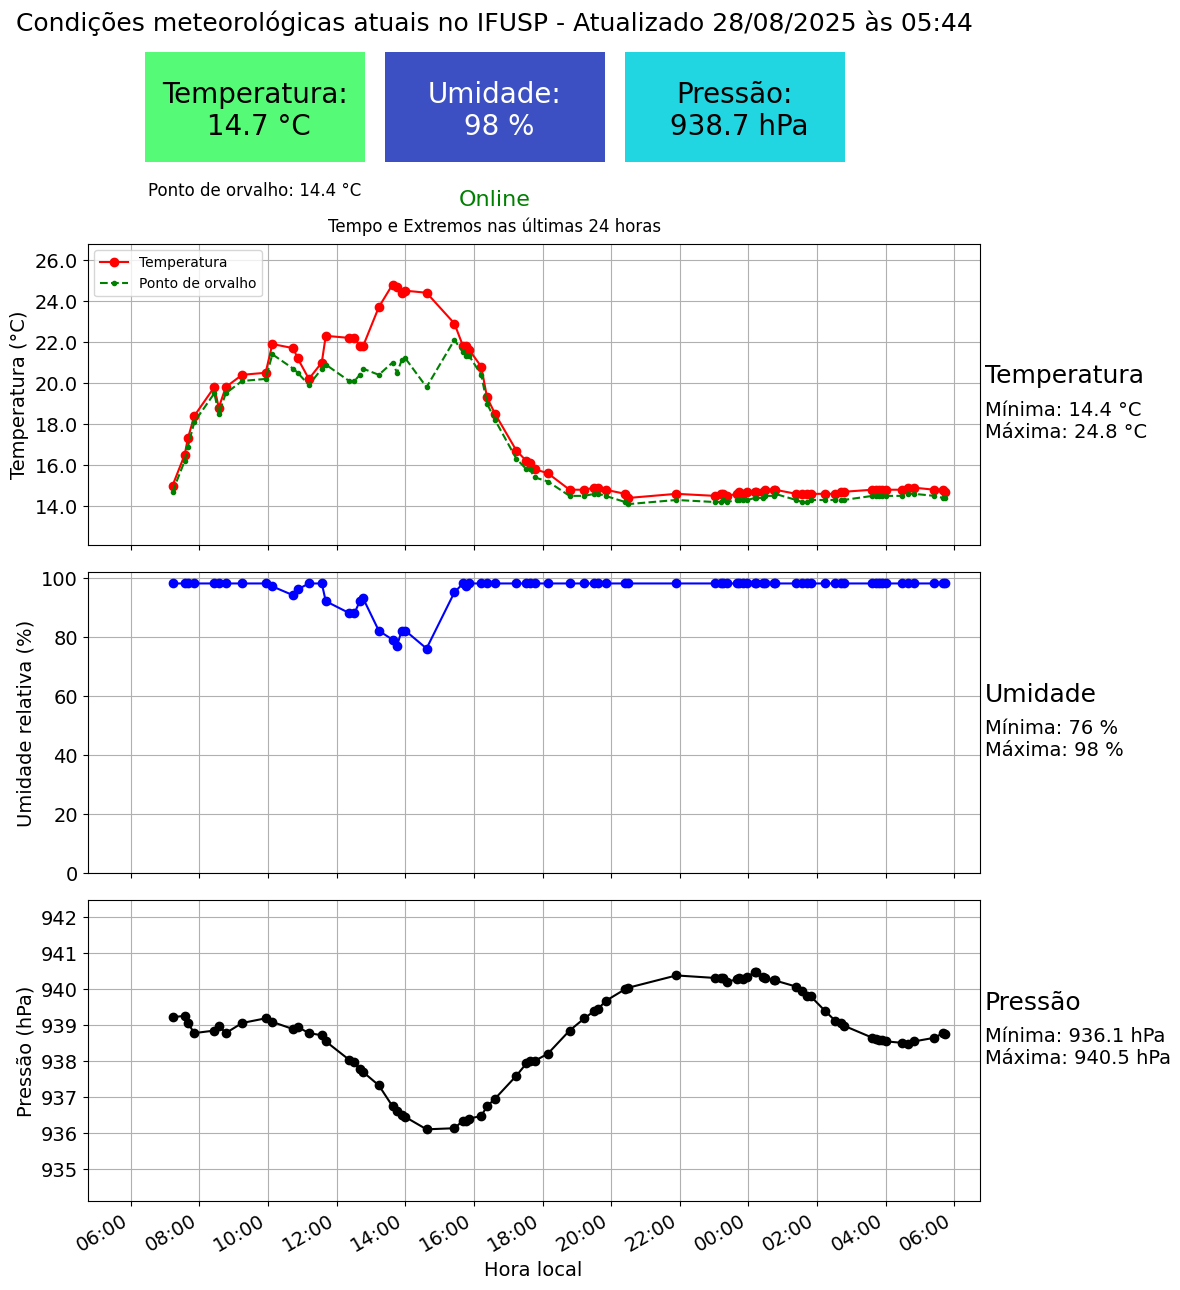 Condições meteorológicas atuais no IFUSP - Atualizado 28/08/2025 às 05:44
Temperatura:
14.7 °C
Umidade:
98 %
Pressão:
938.7 hPa
Ponto de orvalho: 14.4 °C
Online
Tempo e Extremos nas últimas 24 horas
Temperatura (°C)
26.0
24.0
22.0
20.0
18.0
16.0
14.0
Temperatura
Ponto de orvalho
Temperatura
Mínima: 14.4 °C
Máxima: 24.8 °C
Umidade relativa (%)
100
80
60
40
20
0
Umidade
Mínima: 76 %
Máxima: 98 %
Pressão (hPa)
942
941
940
939
938
937
936
935
Pressão
Mínima: 936.1 hPa
Máxima: 940.5 hPa
06:00
08:00
10:00
12:00
14:00
16:00
18:00
20:00
22:00
00:00
02:00
04:00
06:00
Hora local